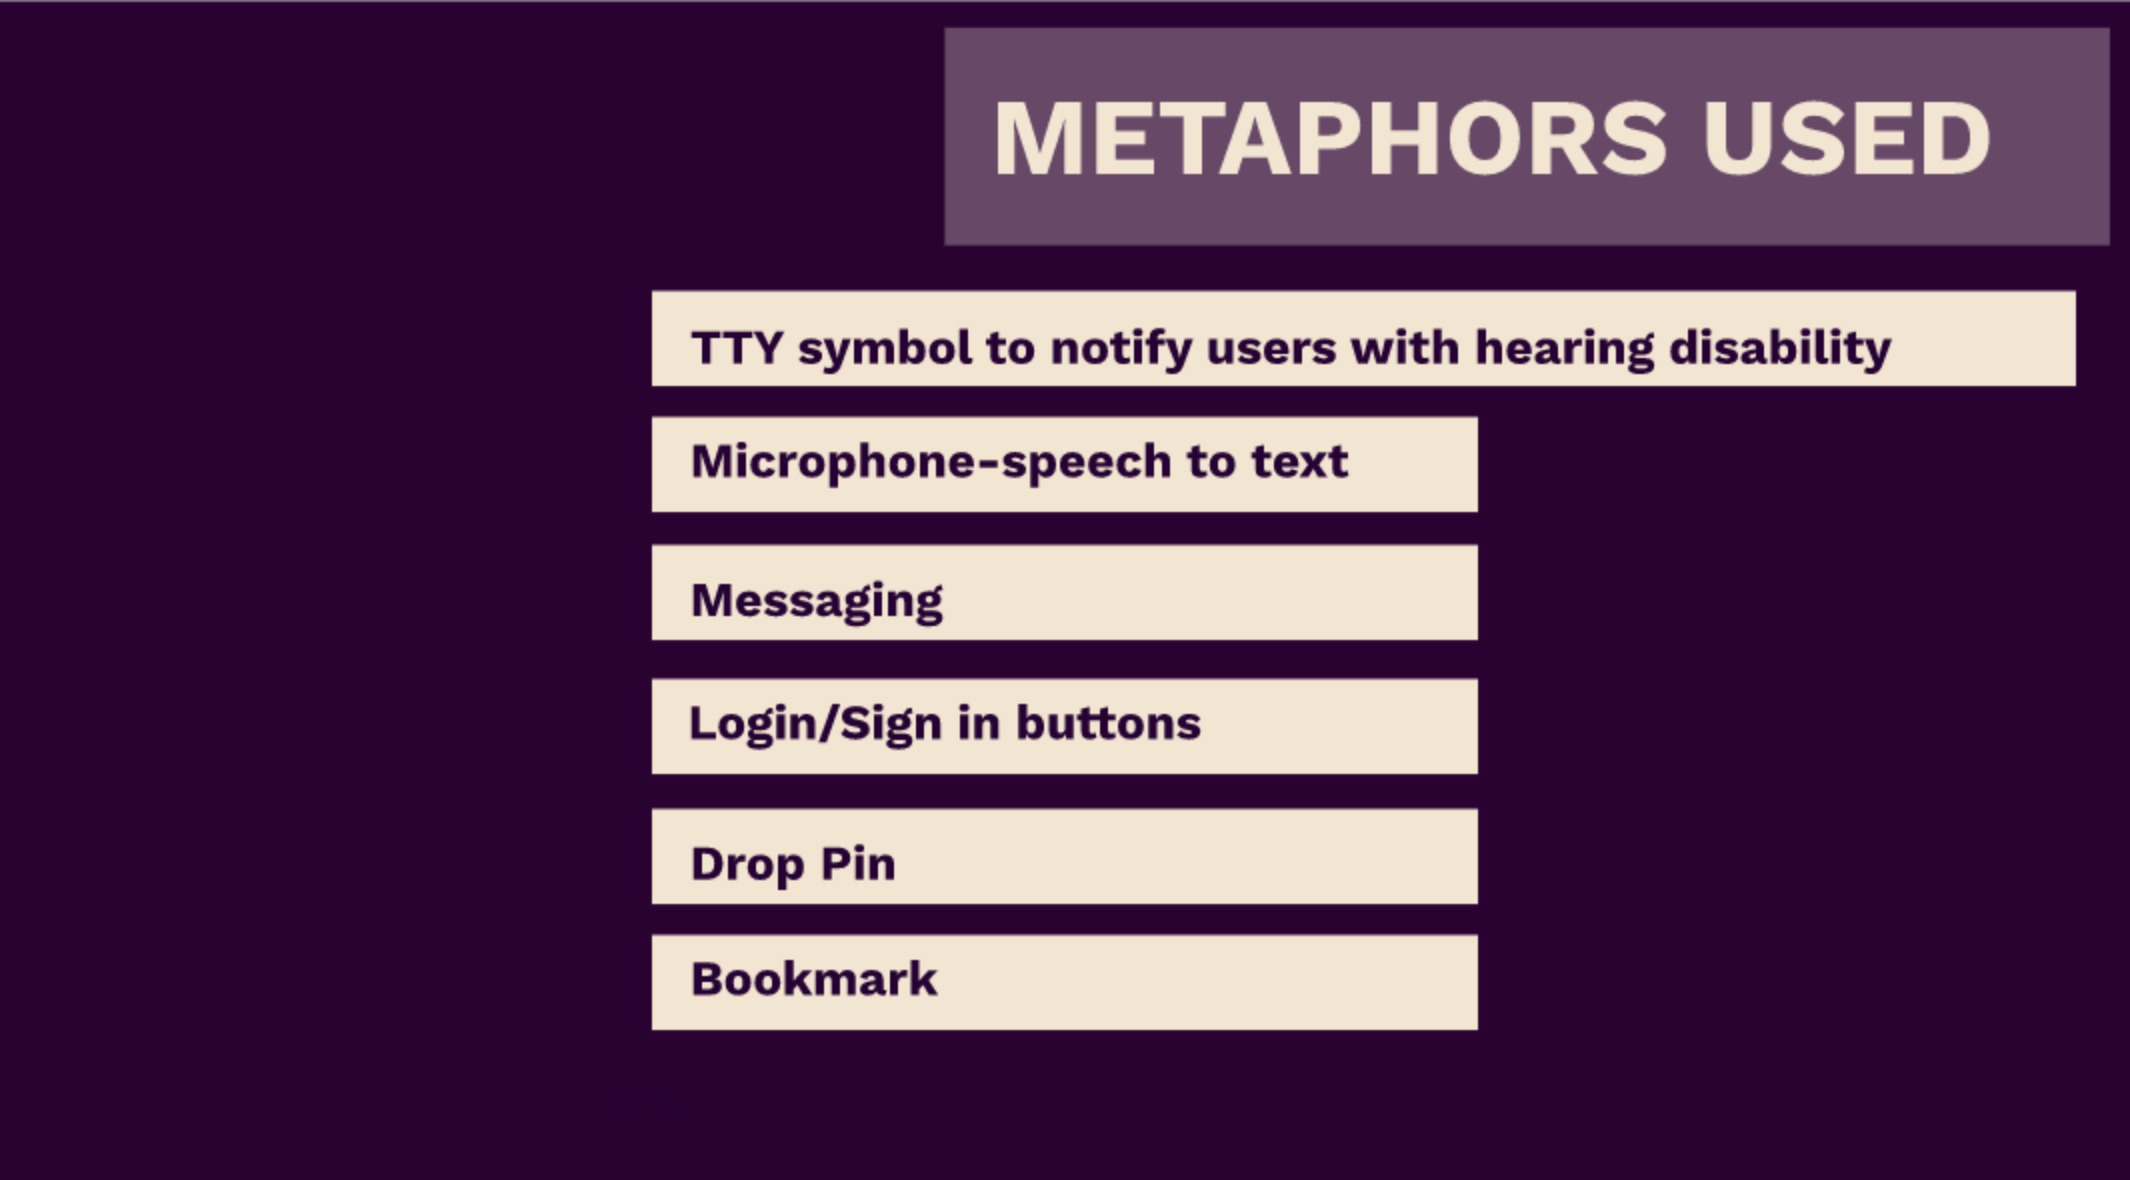 METAPHORS USED
TTY symbol to notify users with hearing disability
Microphone-speech to text
Messaging
Login/Sign in buttons
Drop Pin
Bookmark